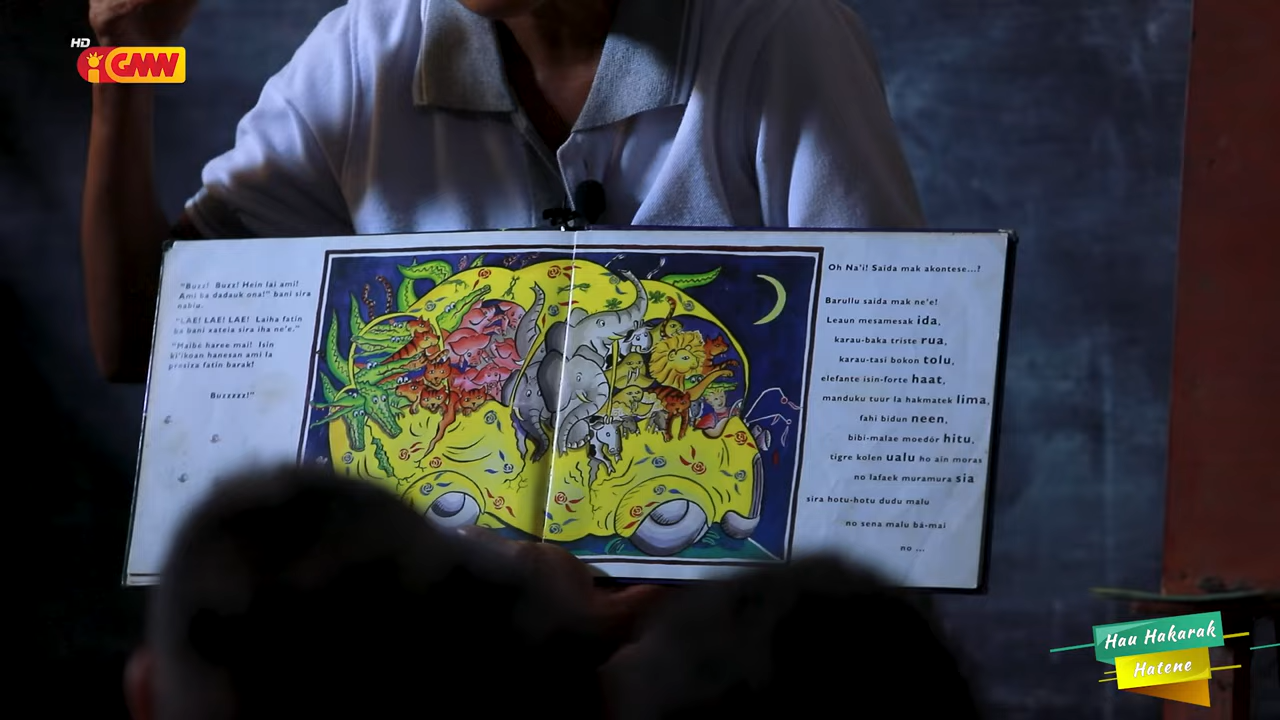 HD
iGMW
"Buzz! Buzz! Hein lai ami!
Ami ba dadauk ona!" bani sira
nabiu.
"LAE! LAE! LAE! Laiha fatin
ba bani xateia sira iha ne'e."
"Maibé haree mai! Isin
ki'ikoan hanesan ami la
presiza fatin barak!
Buzzzzz!"
Oh Na'i! Saida mak akontese...?
Barullu saida mak ne'e!
Leaun mesamesak ida,
karau-baka triste rua,
karau-tasi bokon tolu,
elefante isin-forte haat,
manduku tuur la hakmatek lima,
fahi bidun neen,
bibi-malae moedór hitu,
tigre kolen ualu ho ain moras
no lafaek muramura sia
sira hotu-hotu dudu malu
no sena malu bá-mai
no ...
Hau Hakarak
Hatene